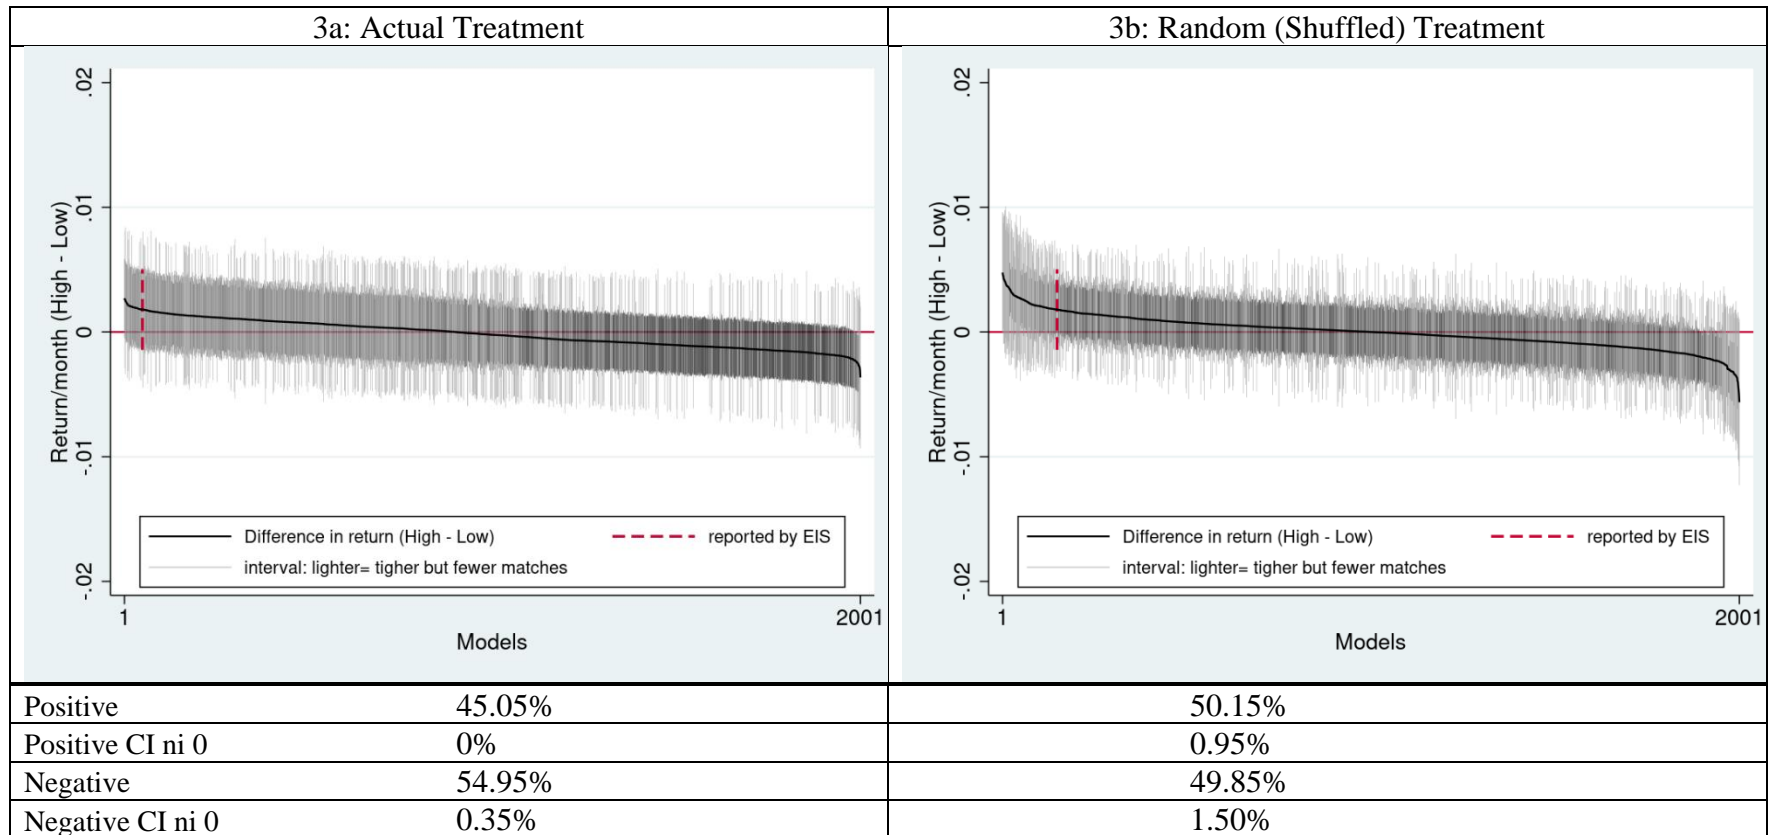 3a: Actual Treatment
3b: Random (Shuffled) Treatment
.02
.01
0
-.01
-.02
Return/month (High - Low)
Difference in return (High - Low)
reported by EIS
interval: lighter= tigher but fewer matches
1
2001
Models
.02
.01
0
-.01
-.02
Return/month (High - Low)
Difference in return (High - Low)
reported by EIS
interval: lighter= tigher but fewer matches
1
2001
Models
Positive 45.05% 50.15%
Positive CI ni 0 0% 0.95%
Negative 54.95% 49.85%
Negative CI ni 0 0.35% 1.50%